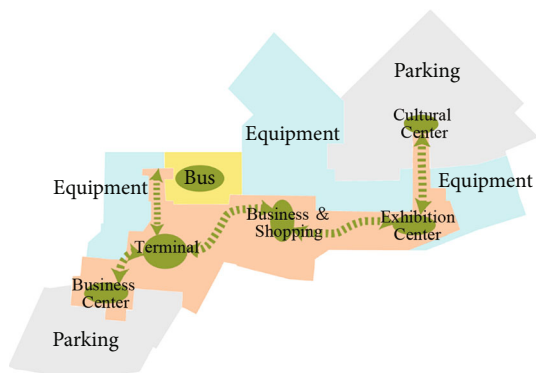 Parking
Cultural
Center
Equipment
Equipment
Bus
Equipment
Business &
Shopping
Exhibition
Center
Terminal
Business
Center
Parking